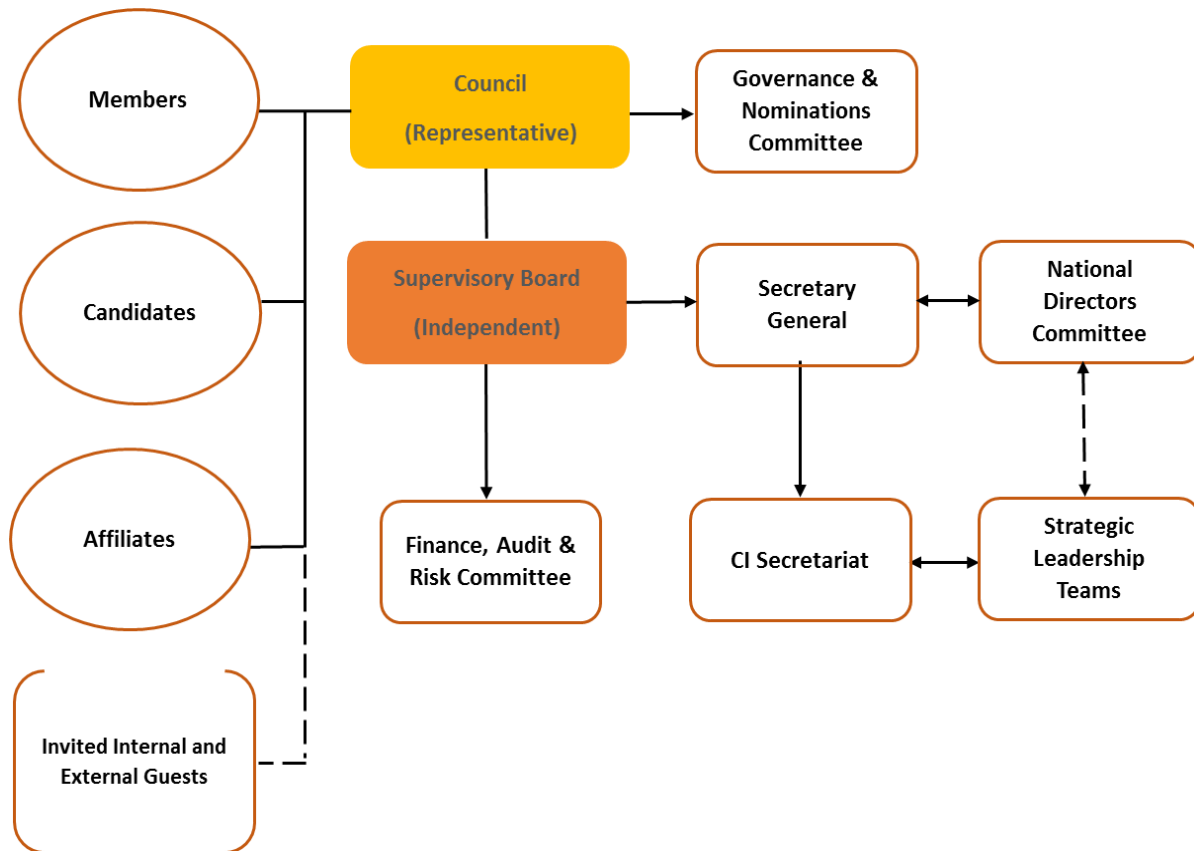 Members
Council
(Representative)
Governance &
Nominations
Committee
Candidates
Supervisory Board
(Independent)
Secretary
General
National
Directors
Committee
Affiliates
Finance, Audit &
Risk Committee
CI Secretariat
Strategic
Leadership
Teams
Invited Internal and
External Guests